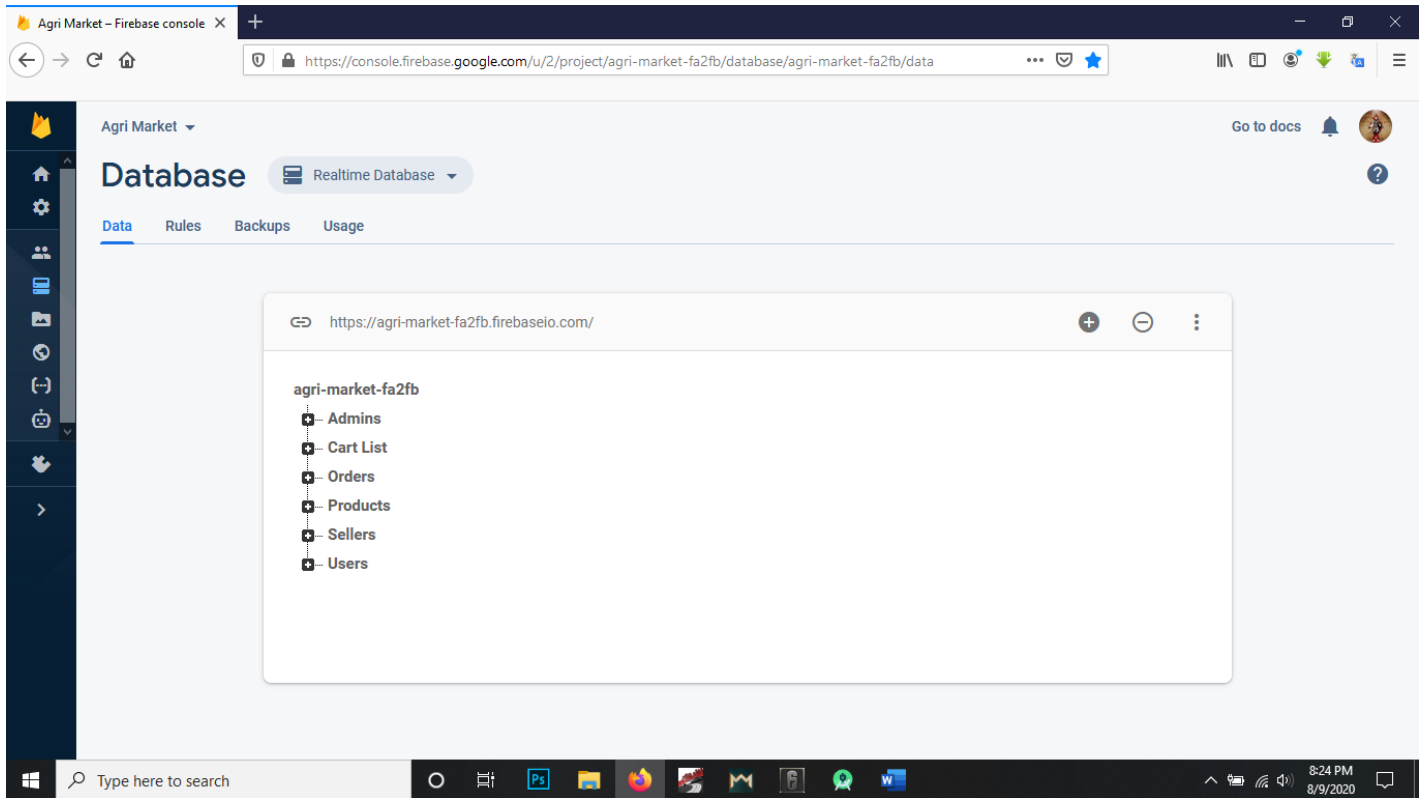 Agri Market – Firebase console
https://console.firebase.google.com/u/2/project/agri-market-fa2fb/database/agri-market-fa2fb/data
Agri Market
Go to docs
Database
Realtime Database
Data Rules Backups Usage
https://agri-market-fa2fb.firebaseio.com/
agri-market-fa2fb
Admins
Cart List
Orders
Products
Sellers
Users
Type here to search
Ps
8:24 PM
8/9/2020